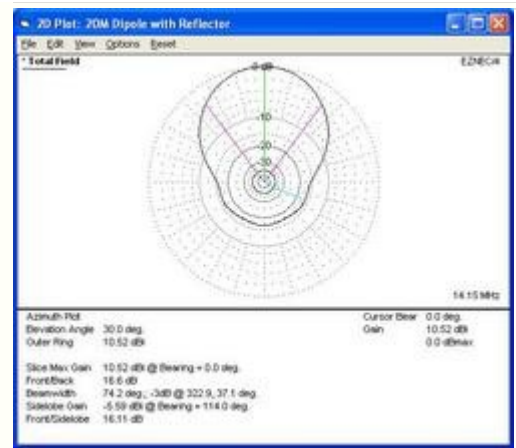 2D Plot: 20M Dipole with Reflector
File Edit View Options Reset
* Total Field
EZNEC/4
0 dB
-10
-20
-30
14.15 MHz
Azimuth Plot
Elevation Angle 30.0 deg.
Outer Ring 10.52 dBi
Cursor Bear 0.0 deg.
Gain 10.52 dBi
0.0 dBmax
Slice Max Gain 10.52 dBi @ Bearing = 0.0 deg.
Front/Back 16.6 dB
Beamwidth 74.2 deg.; -3dB @ 322.9, 37.1 deg.
Sidelobe Gain -5.59 dBi @ Bearing = 114.0 deg.
Front/Sidelobe 16.11 dB